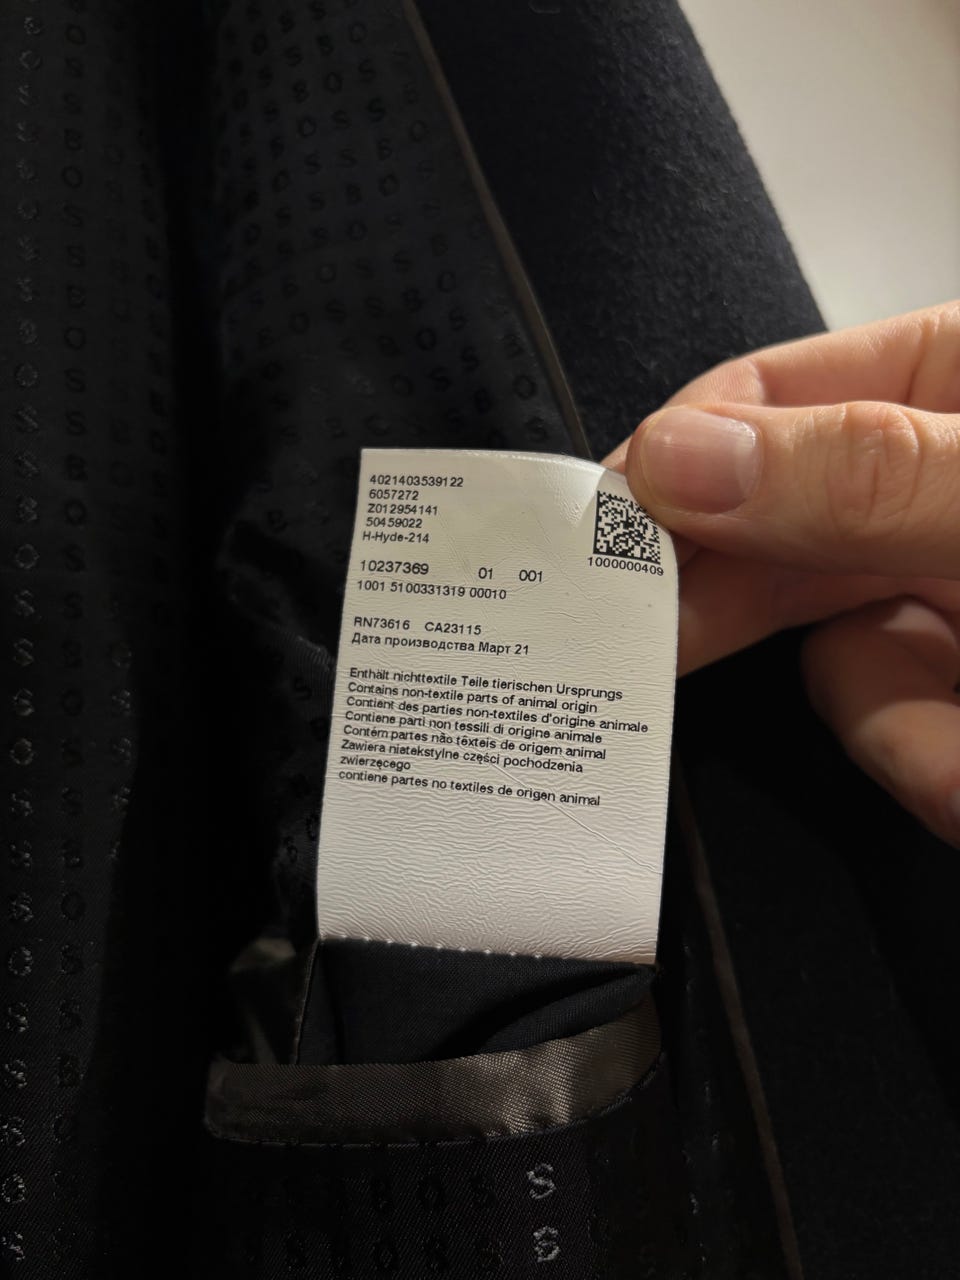 4021403539122
6057272
Z012954141
50459022
H-Hyde-214
1000000409
10237369 01 001
1001 5100331319 00010
RN73616 CA23115
Дата производства Март 21
Enthält nichttextile Teile tierischen Ursprungs
Contains non-textile parts of animal origin
Contient des parties non-textiles d'origine animale
Contiene parti non tessili di origine animale
Contém partes não têxteis de origem animal
Zawiera niatekstylne części pochodzenia
zwierzęcego
contiene partes no textiles de origen animal